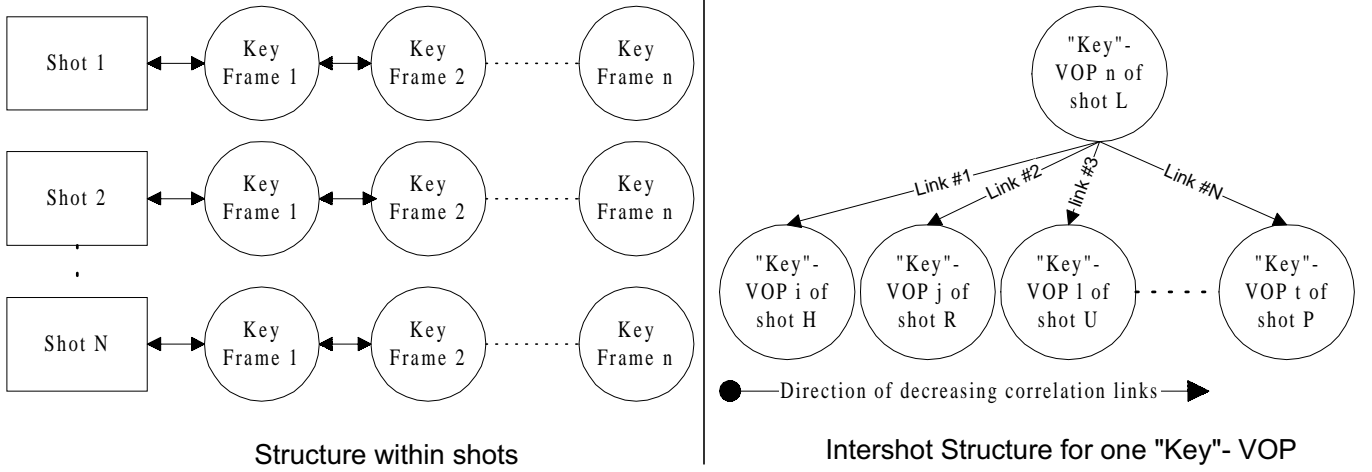 Shot 1
Key
Frame 1
Key
Frame 2
Key
Frame n
Shot 2
Key
Frame 1
Key
Frame 2
Key
Frame n
Shot N
Key
Frame 1
Key
Frame 2
Key
Frame n
Structure within shots
"Key"-
VOP n of
shot L
Link #1
Link #2
link #3
Link #N
"Key"-
VOP i of
shot H
"Key"-
VOP j of
shot R
"Key"-
VOP l of
shot U
"Key"-
VOP t of
shot P
Direction of decreasing correlation links
Intershot Structure for one "Key"- VOP